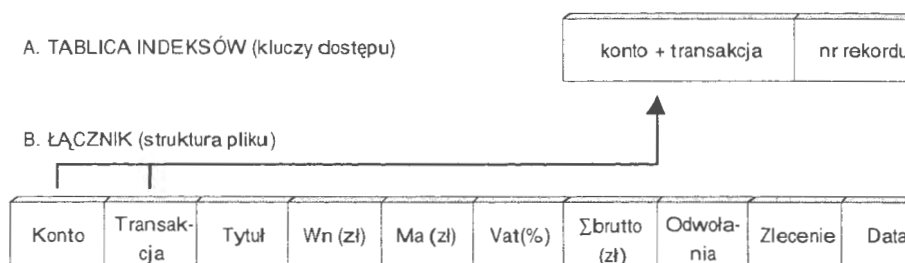 A. TABLICA INDEKSÓW (kluczy dostępu)
konto + transakcja
nr rekordu
B. ŁĄCZNIK (struktura pliku)
Konto
Transak-
cja
Tytuł
Wn (zł)
Ma (zł)
Vat(%)
Σbrutto
(zł)
Odwoła-
nia
Zlecenie
Data